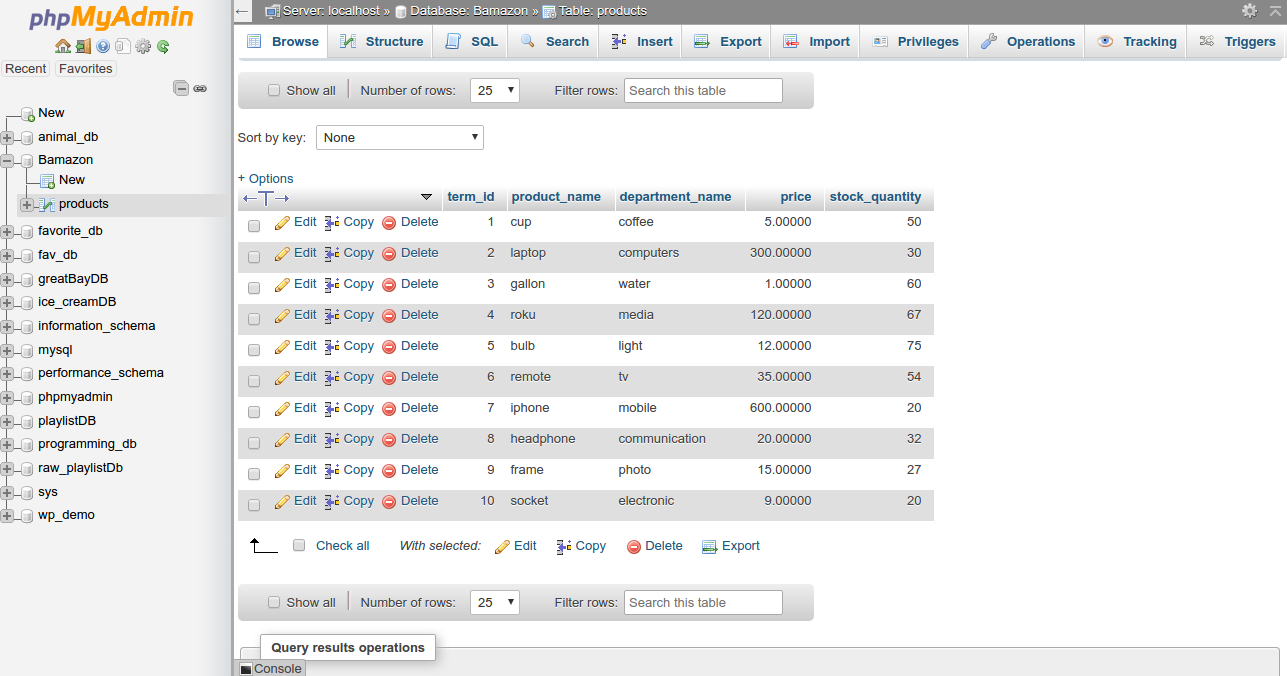 phpMyAdmin
Recent Favorites
New
animal_db
Bamazon
New
products
favorite_db
fav_db
greatBayDB
ice_creamDB
information_schema
mysql
performance_schema
phpmyadmin
playlistDB
programming_db
raw_playlistDb
sys
wp_demo
Server: localhost » Database: Bamazon » Table: products
Browse Structure SQL Search Insert Export Import Privileges Operations Tracking Triggers
Show all Number of rows: 25 Filter rows: Search this table
Sort by key: None
+ Options
term_id product_name department_name price stock_quantity
Edit Copy Delete 1 cup coffee 5.00000 50
Edit Copy Delete 2 laptop computers 300.00000 30
Edit Copy Delete 3 gallon water 1.00000 60
Edit Copy Delete 4 roku media 120.00000 67
Edit Copy Delete 5 bulb light 12.00000 75
Edit Copy Delete 6 remote tv 35.00000 54
Edit Copy Delete 7 iphone mobile 600.00000 20
Edit Copy Delete 8 headphone communication 20.00000 32
Edit Copy Delete 9 frame photo 15.00000 27
Edit Copy Delete 10 socket electronic 9.00000 20
Check all With selected: Edit Copy Delete Export
Show all Number of rows: 25 Filter rows: Search this table
Query results operations
Console